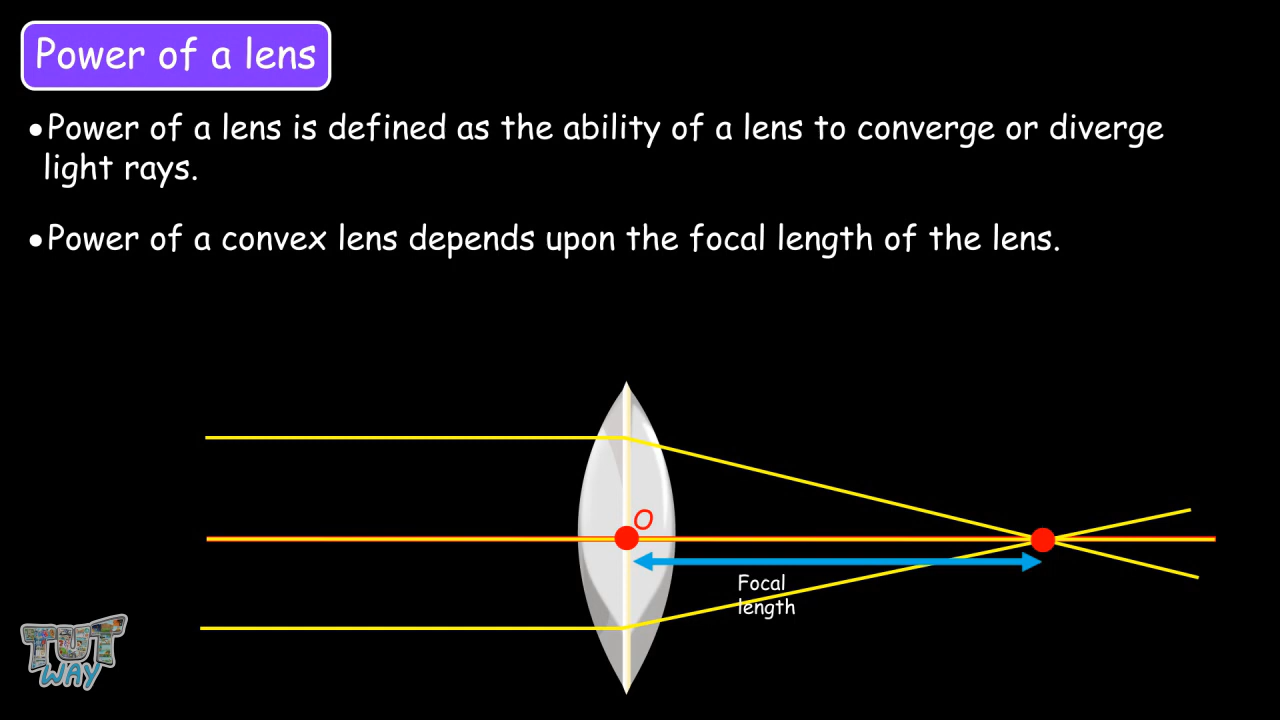 Power of a lens
•Power of a lens is defined as the ability of a lens to converge or diverge
light rays.
•Power of a convex lens depends upon the focal length of the lens.
O
Focal
length
TUT
WAY